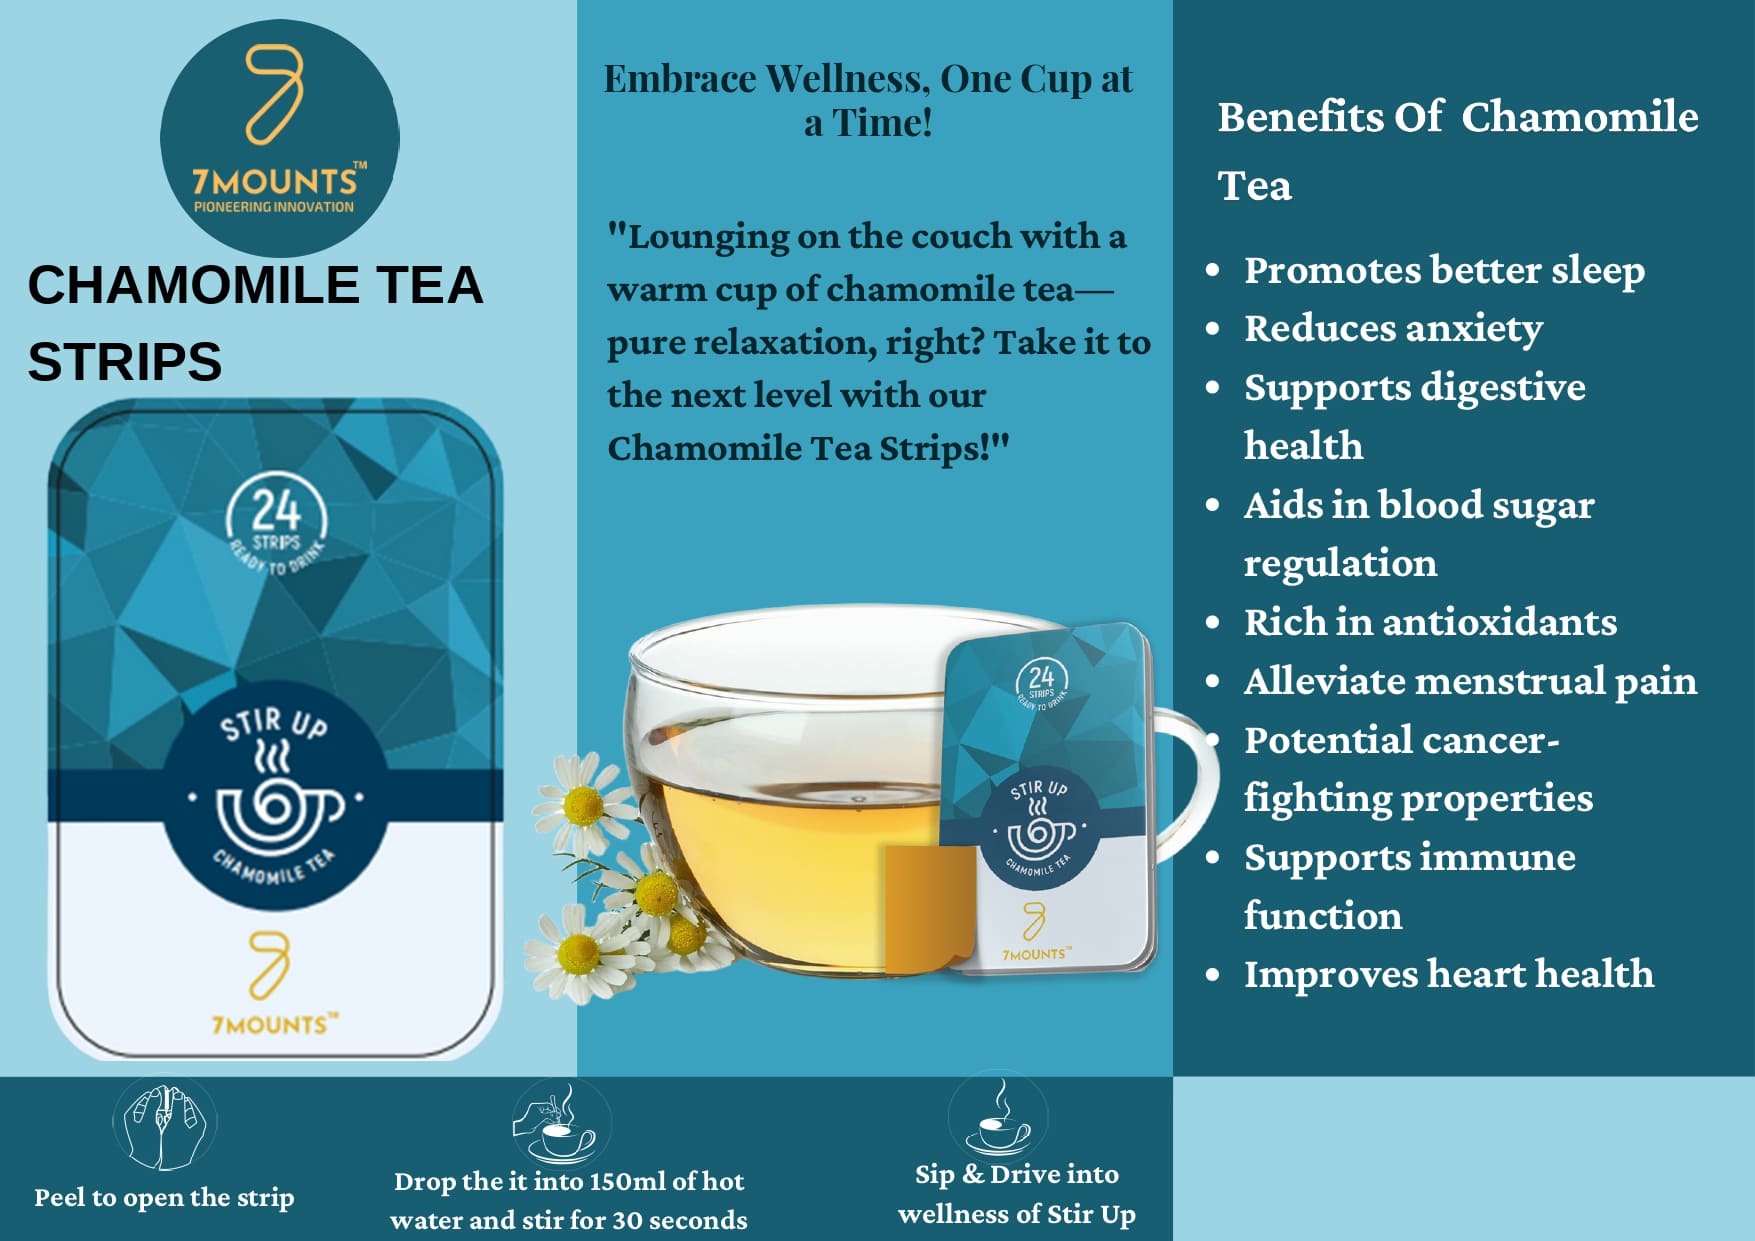 7MOUNTS™
PIONEERING INNOVATION
CHAMOMILE TEA
STRIPS
24
STRIPS
READY TO DRINK
STIR UP
CHAMOMILE TEA
7MOUNTS™
Embrace Wellness, One Cup at
a Time!
"Lounging on the couch with a
warm cup of chamomile tea—
pure relaxation, right? Take it to
the next level with our
Chamomile Tea Strips!"
24
STRIPS
READY TO DRINK
STIR UP
CHAMOMILE TEA
7MOUNTS™
Benefits Of Chamomile
Tea
• Promotes better sleep
• Reduces anxiety
• Supports digestive
health
• Aids in blood sugar
regulation
• Rich in antioxidants
• Alleviate menstrual pain
• Potential cancer-
fighting properties
• Supports immune
function
• Improves heart health
Peel to open the strip
Drop the it into 150ml of hot
water and stir for 30 seconds
Sip & Drive into
wellness of Stir Up